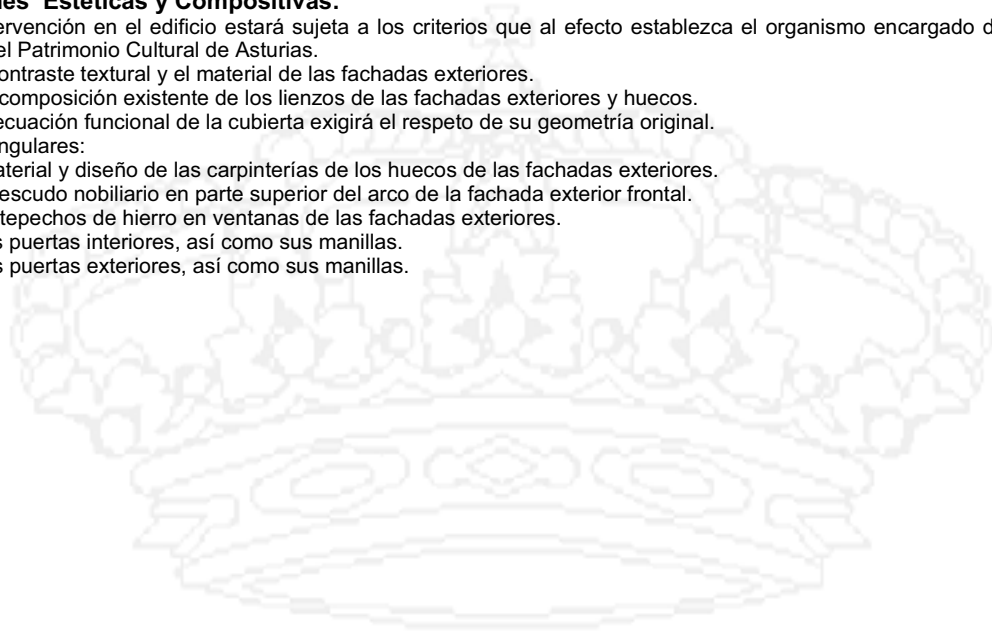 es Estéticas y Compositivas:
ervención en el edificio estará sujeta a los criterios que al efecto establezca el organismo encargado d
el Patrimonio Cultural de Asturias.
ontraste textural y el material de las fachadas exteriores.
composición existente de los lienzos de las fachadas exteriores y huecos.
ecuación funcional de la cubierta exigirá el respeto de su geometría original.
ngulares:
aterial y diseño de las carpinterías de los huecos de las fachadas exteriores.
escudo nobiliario en parte superior del arco de la fachada exterior frontal.
tepechos de hierro en ventanas de las fachadas exteriores.
s puertas interiores, así como sus manillas.
s puertas exteriores, así como sus manillas.